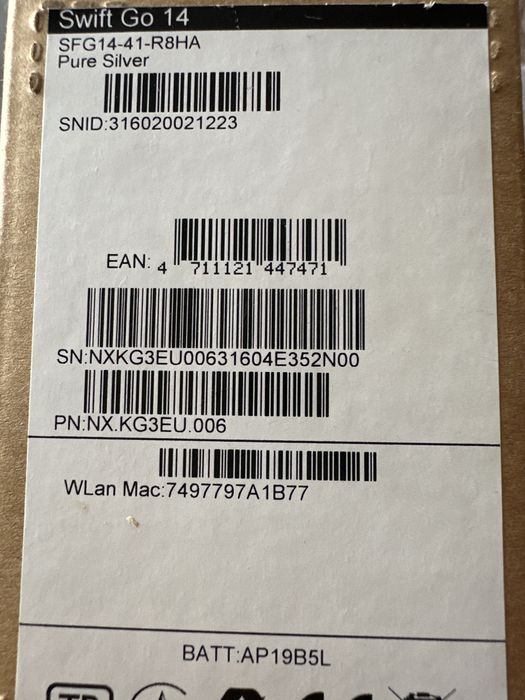 Swift Go 14
SFG14-41-R8HA
Pure Silver
SNID:316020021223
EAN: 4 711121 447471
SN:NXKG3EU00631604E352N00
PN:NX.KG3EU.006
WLan Mac:7497797A1B77
BATT:AP19B5L